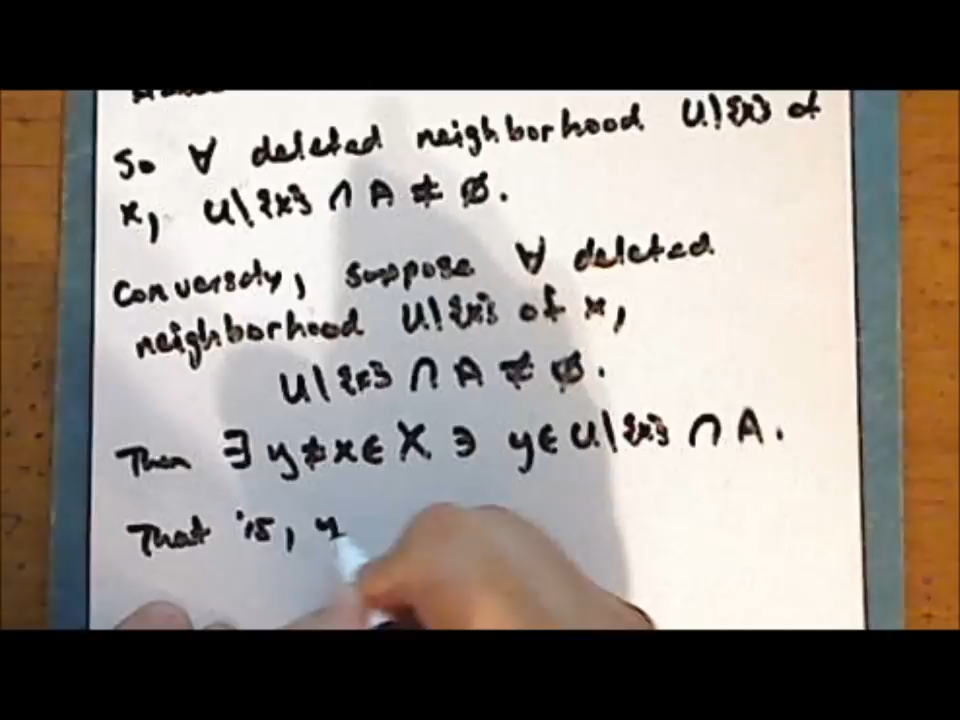 So ∀ deleted neighborhood U\{x} of
x, U\{x} ∩ A ≠ ∅.
Conversely, suppose ∀ deleted
neighborhood U\{x} of x,
U\{x} ∩ A ≠ ∅.
Then ∃ y≠x∈X ∋ y∈U\{x} ∩ A.
That is, y